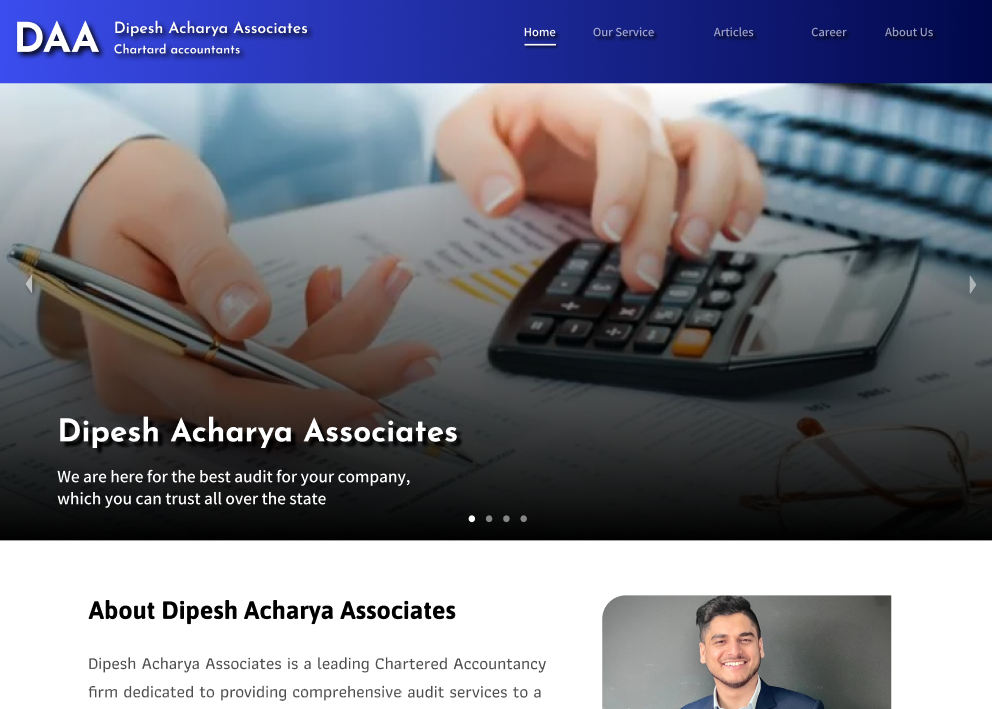 DAA
Dipesh Acharya Associates
Chartard accountants
Home Our Service Articles Career About Us
Dipesh Acharya Associates
We are here for the best audit for your company,
which you can trust all over the state
About Dipesh Acharya Associates
Dipesh Acharya Associates is a leading Chartered Accountancy
firm dedicated to providing comprehensive audit services to a